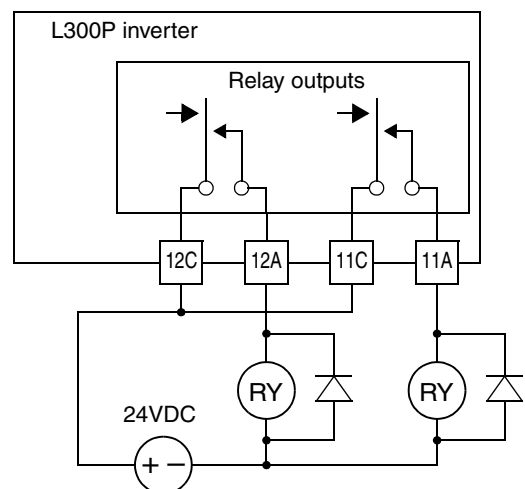 L300P inverter
Relay outputs
12C 12A 11C 11A
RY RY
24VDC
+ −